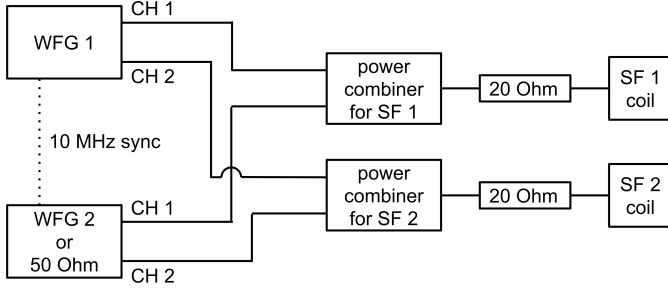 CH 1
WFG 1
CH 2
10 MHz sync
WFG 2
or
50 Ohm
CH 1
CH 2
power
combiner
for SF 1
20 Ohm
SF 1
coil
power
combiner
for SF 2
20 Ohm
SF 2
coil